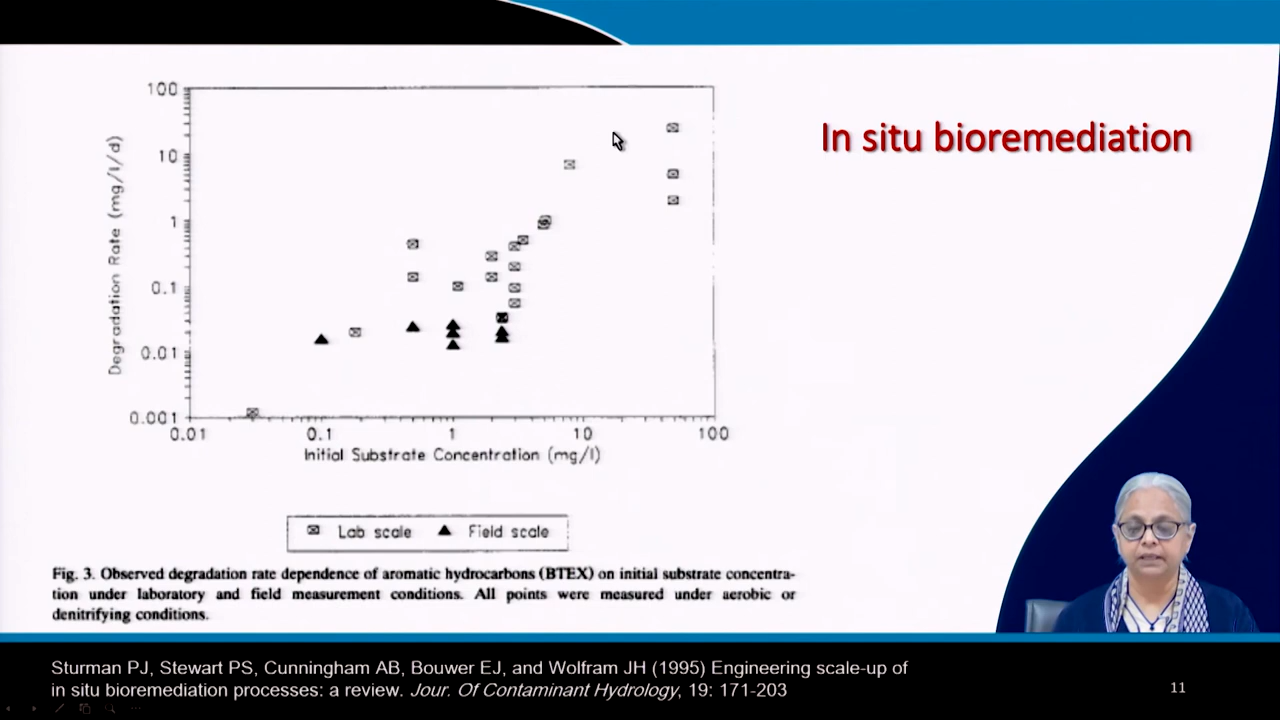 In situ bioremediation
100
10
1
0.1
0.01
0.001
Degradation Rate (mg/l/d)
0.01 0.1 1 10 100
Initial Substrate Concentration (mg/l)
Lab scale Field scale
Fig. 3. Observed degradation rate dependence of aromatic hydrocarbons (BTEX) on initial substrate concentra-
tion under laboratory and field measurement conditions. All points were measured under aerobic or
denitrifying conditions.
Sturman PJ, Stewart PS, Cunningham AB, Bouwer EJ, and Wolfram JH (1995) Engineering scale-up of
in situ bioremediation processes: a review. Jour. Of Contaminant Hydrology, 19: 171-203
11